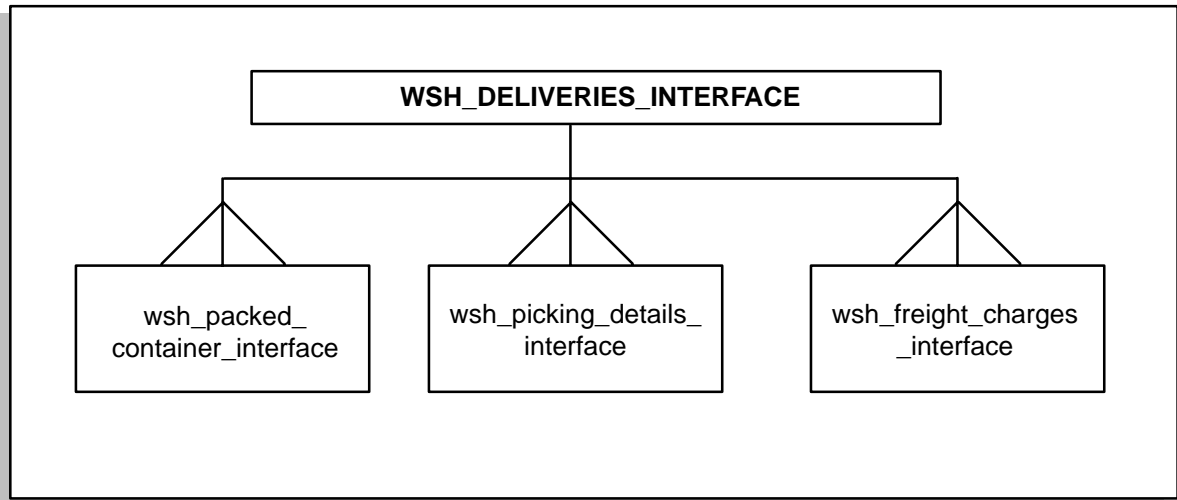 WSH_DELIVERIES_INTERFACE
wsh_packed_
container_interface
wsh_picking_details_
interface
wsh_freight_charges
_interface